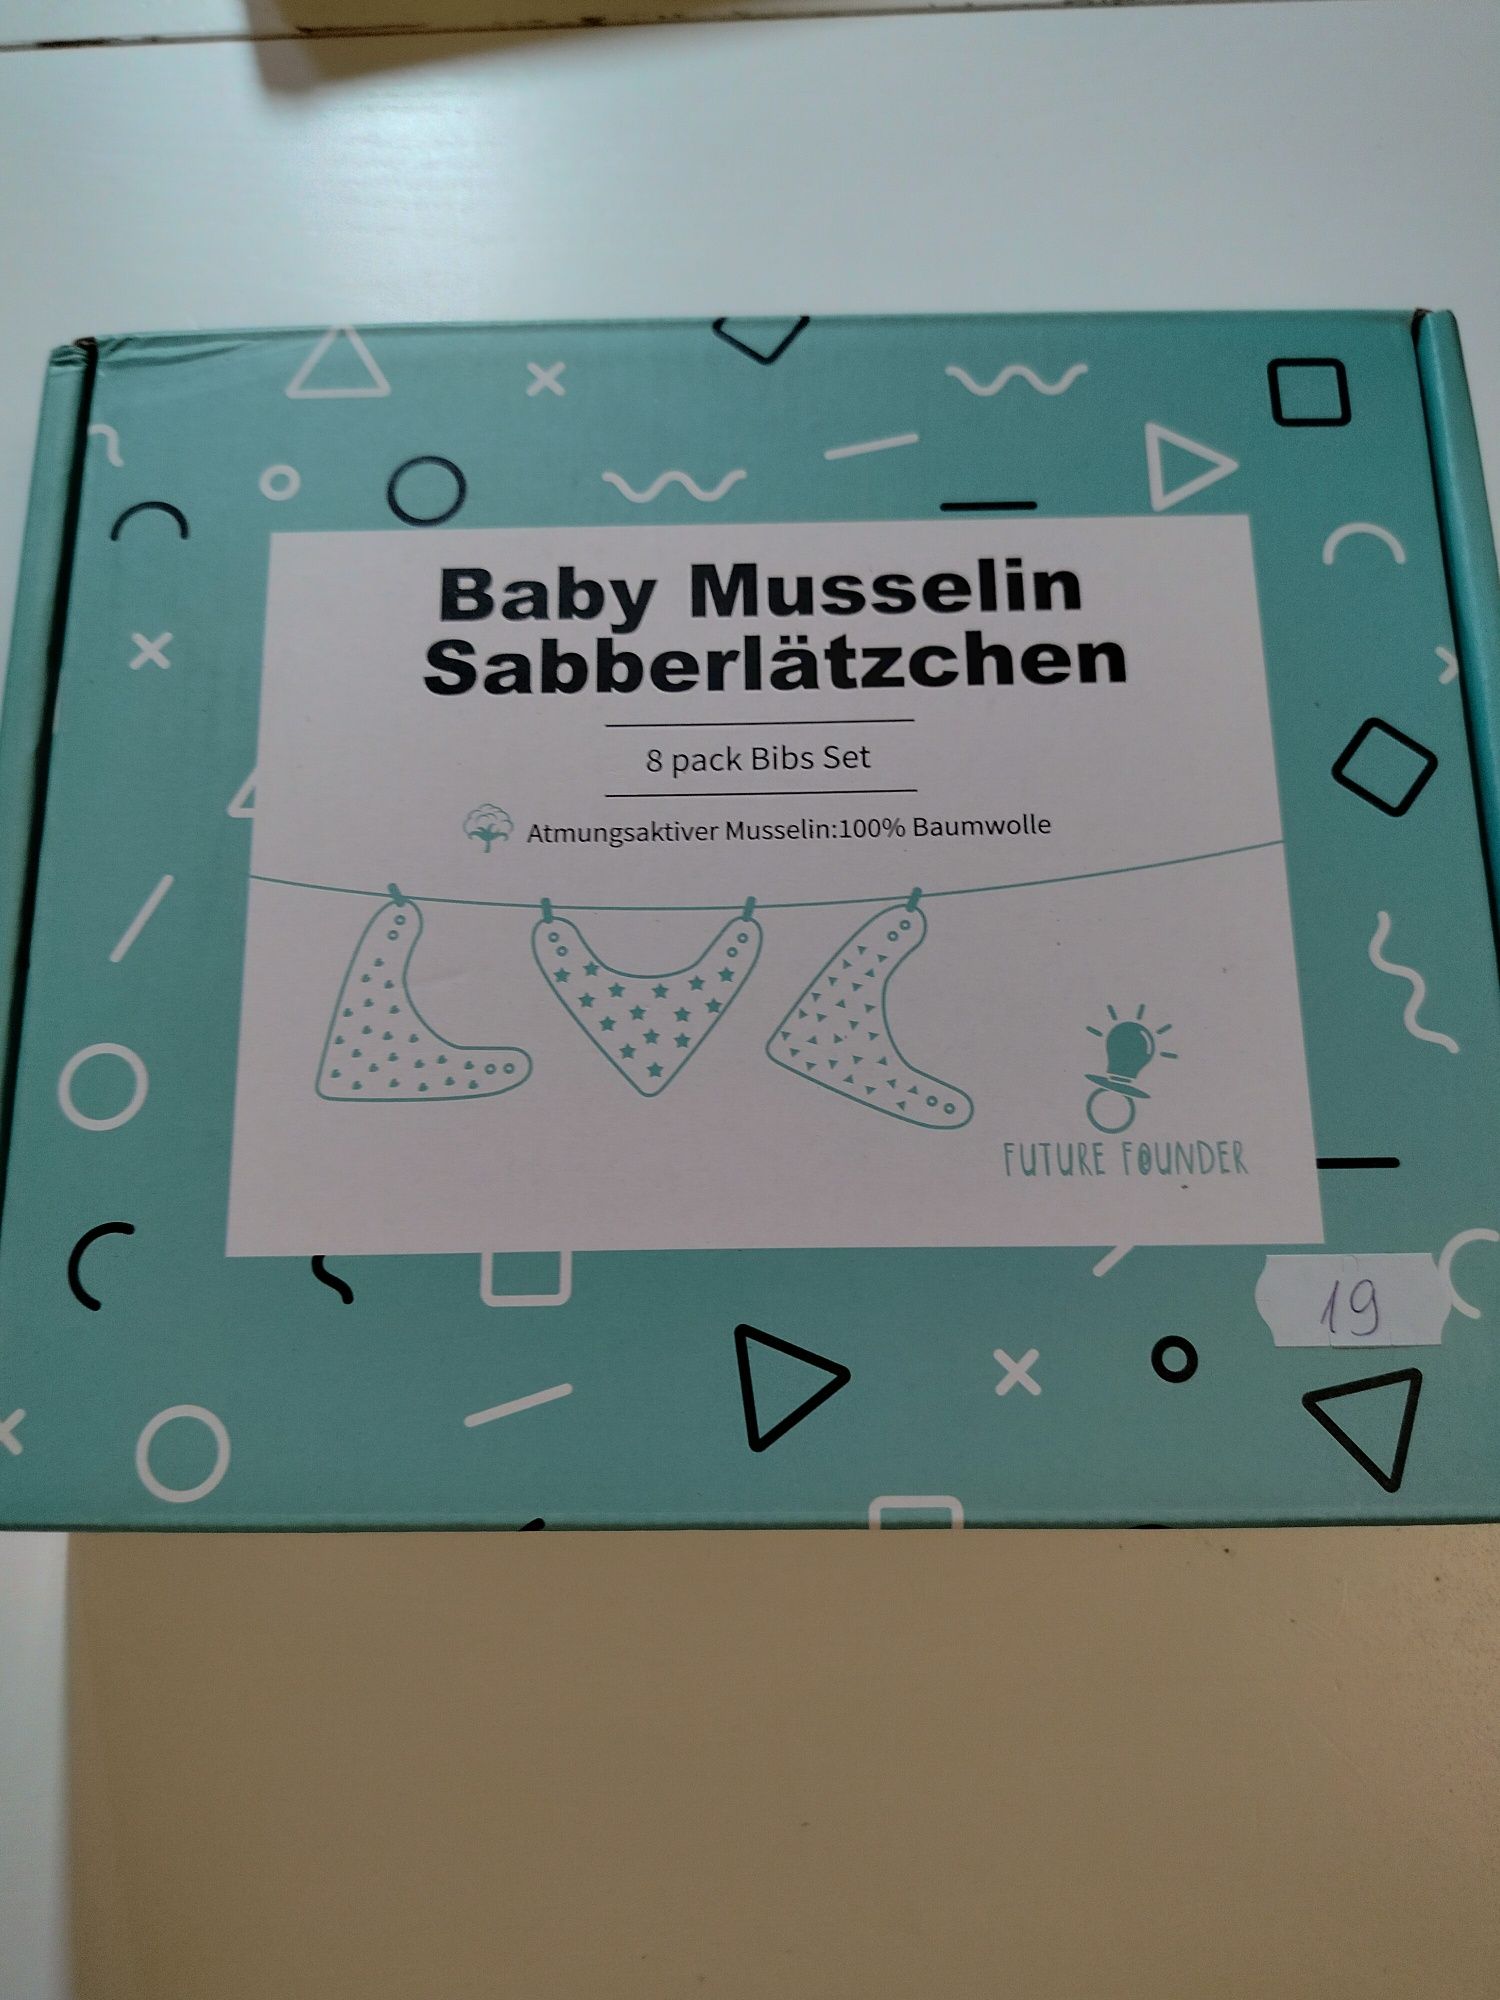 Baby Musselin
Sabberlätzchen
8 pack Bibs Set
Atmungsaktiver Musselin:100% Baumwolle
FUTURE FOUNDER
19